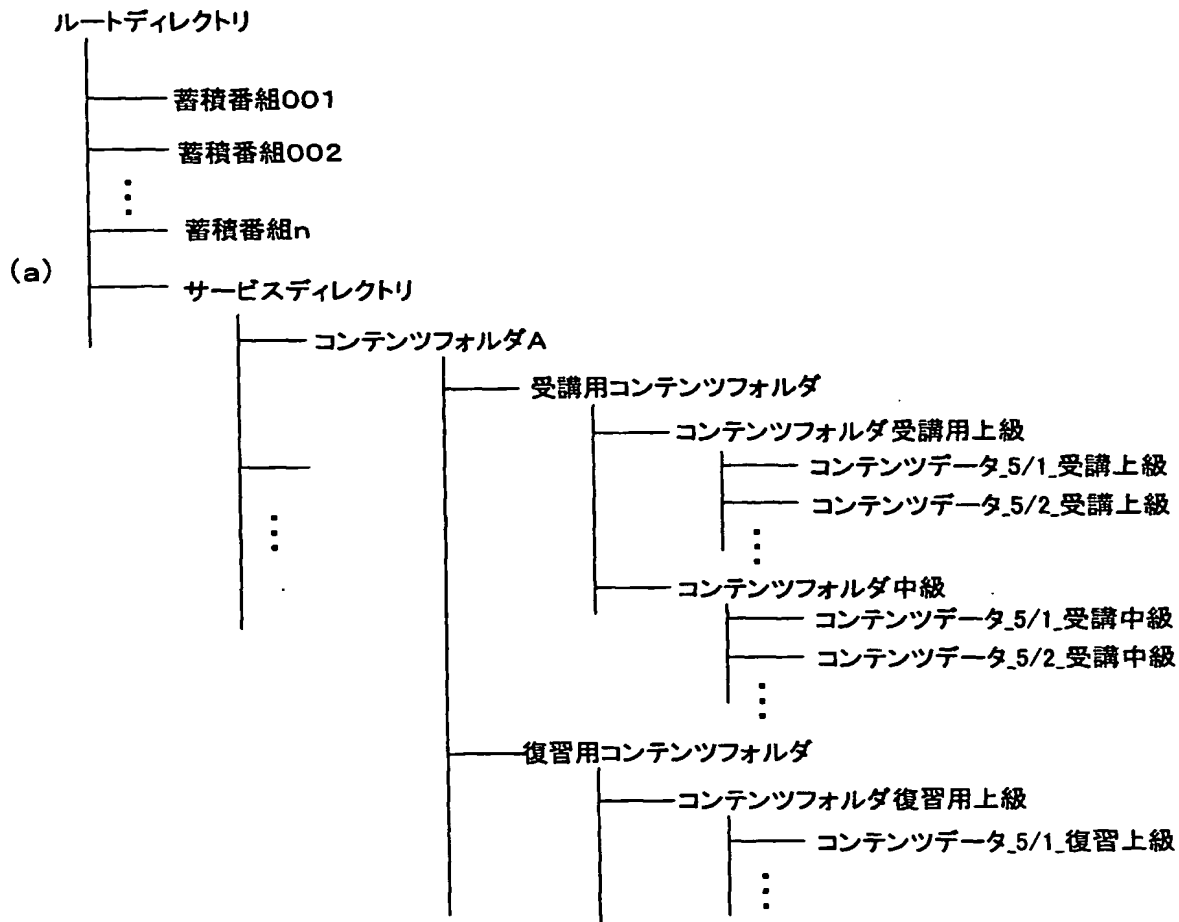 ルートディレクトリ
蓄積番組001
蓄積番組002
蓄積番組n
(a)
サービスディレクトリ
コンテンツフォルダA
受講用コンテンツフォルダ
コンテンツフォルダ受講用上級
コンテンツデータ_5/1_受講上級
コンテンツデータ_5/2_受講上級
コンテンツフォルダ中級
コンテンツデータ_5/1_受講中級
コンテンツデータ_5/2_受講中級
復習用コンテンツフォルダ
コンテンツフォルダ復習用上級
コンテンツデータ_5/1_復習上級